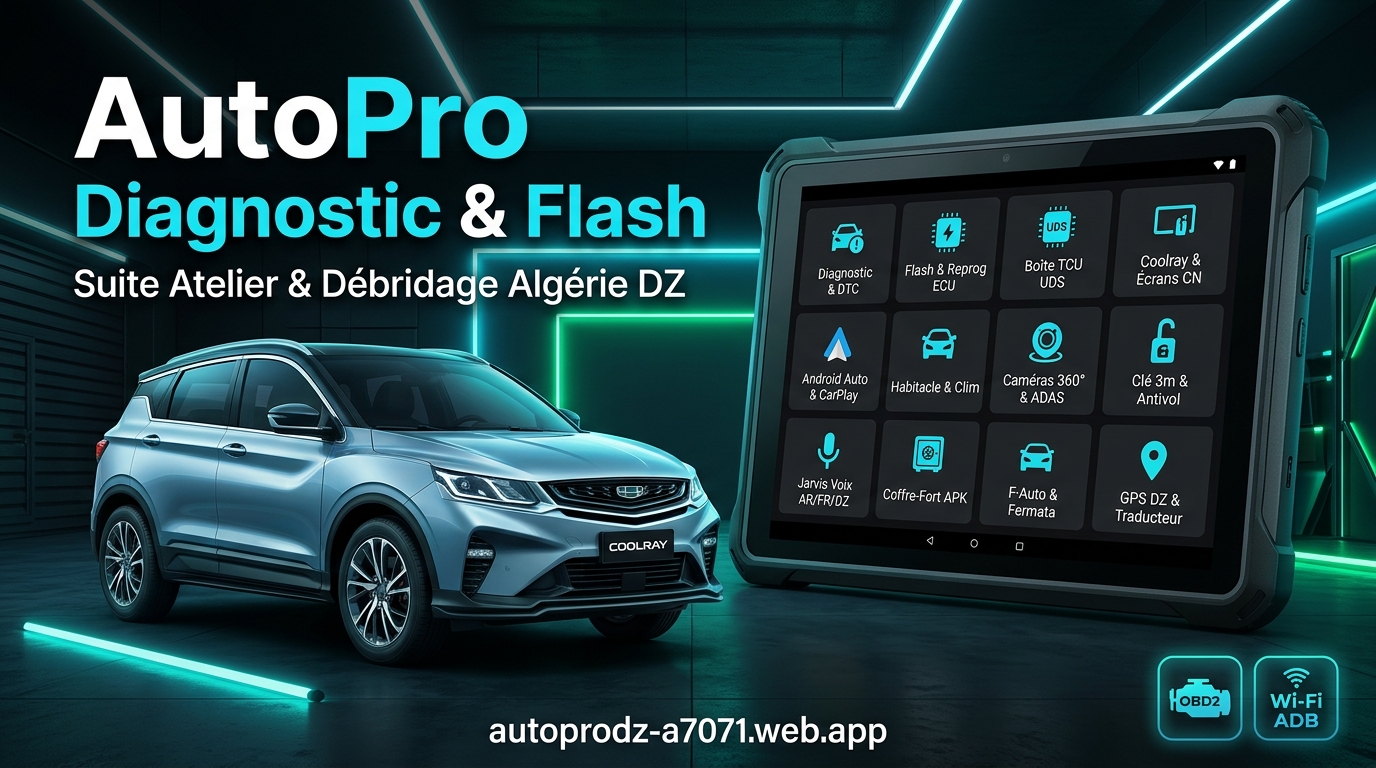 AutoPro
Diagnostic & Flash
Suite Atelier & Débridage Algérie DZ
Diagnostic
& DTC
Flash & Reprog
ECU
UDS
Boîte TCU
UDS
Coolray &
Écrans CN
Android Auto
& CarPlay
Habitacle & Clim
Caméras 360°
& ADAS
Clé 3m &
Antivol
Jarvis Voix
AR/FR/DZ
Coffre-Fort APK
F-Auto &
Fermata
GPS DZ &
Traducteur
COOLRAY
OBD2
Wi-Fi
ADB
autoprodz-a7071.web.app